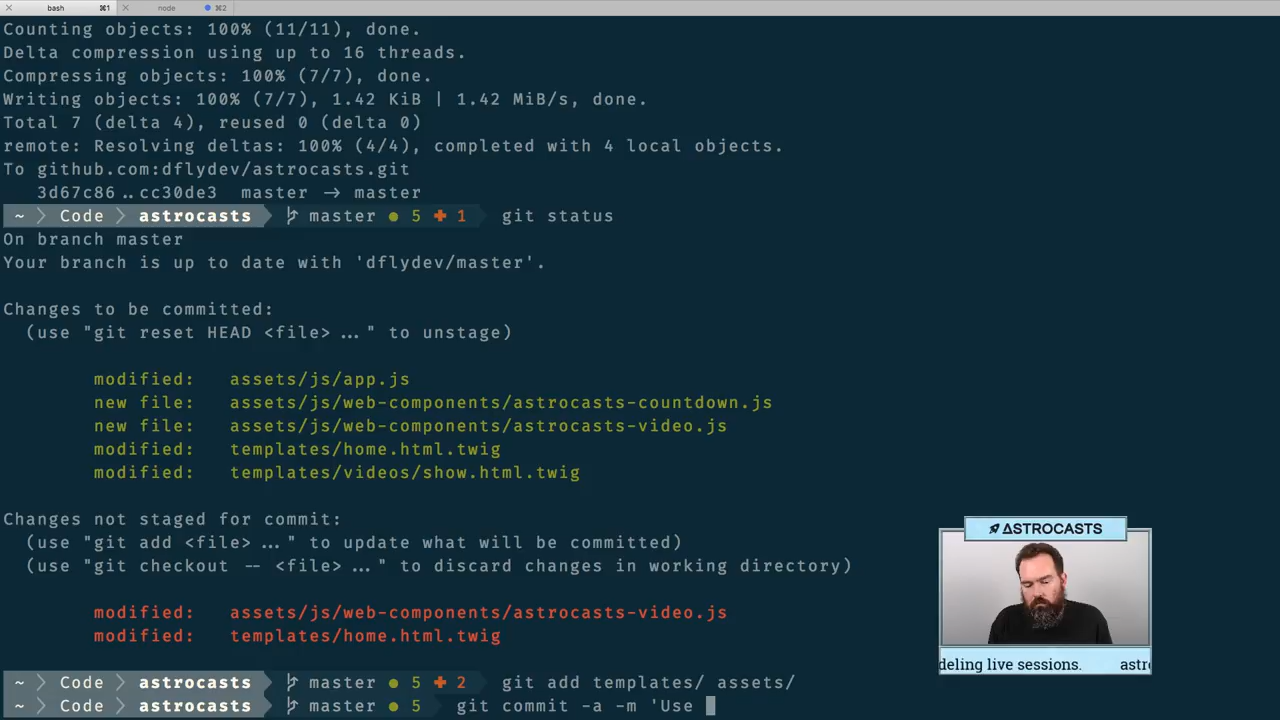 bash ⌘1 node ⌘2
Counting objects: 100% (11/11), done.
Delta compression using up to 16 threads.
Compressing objects: 100% (7/7), done.
Writing objects: 100% (7/7), 1.42 KiB | 1.42 MiB/s, done.
Total 7 (delta 4), reused 0 (delta 0)
remote: Resolving deltas: 100% (4/4), completed with 4 local objects.
To github.com:dflydev/astrocasts.git
3d67c86..cc30de3 master -> master
~ Code astrocasts master ● 5 ✚ 1 git status
On branch master
Your branch is up to date with 'dflydev/master'.
Changes to be committed:
(use "git reset HEAD <file>..." to unstage)
modified: assets/js/app.js
new file: assets/js/web-components/astrocasts-countdown.js
new file: assets/js/web-components/astrocasts-video.js
modified: templates/home.html.twig
modified: templates/videos/show.html.twig
Changes not staged for commit:
(use "git add <file>..." to update what will be committed)
(use "git checkout -- <file>..." to discard changes in working directory)
modified: assets/js/web-components/astrocasts-video.js
modified: templates/home.html.twig
~ Code astrocasts master ● 5 ✚ 2 git add templates/ assets/
~ Code astrocasts master ● 5 git commit -a -m 'Use
ASTROCASTS
deling live sessions. astr